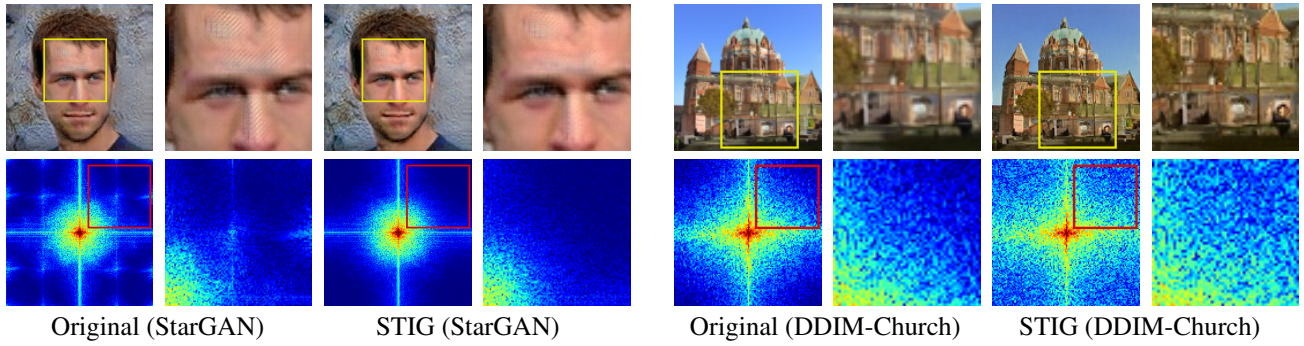 Original (StarGAN) STIG (StarGAN) Original (DDIM-Church) STIG (DDIM-Church)